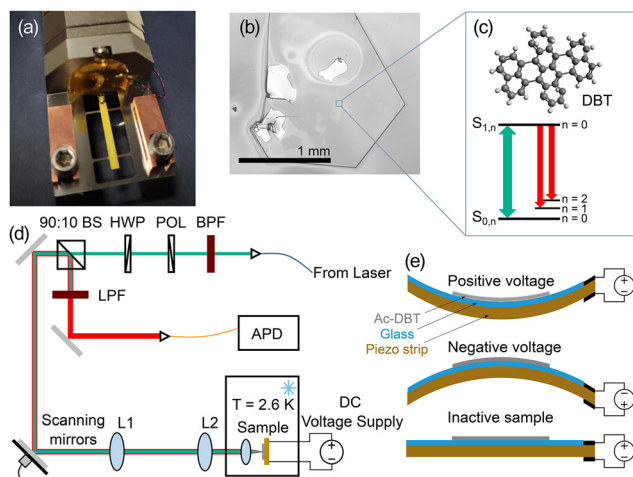 (a)
(b)
1 mm
(c)
DBT
S1,n
n = 0
n = 2
n = 1
S0,n
n = 0
(d)
90:10 BS
HWP
POL
BPF
From Laser
LPF
APD
Scanning
mirrors
L1
L2
T = 2.6 K
Sample
DC
Voltage Supply
(e)
Positive voltage
Ac-DBT
Glass
Piezo strip
Negative voltage
Inactive sample